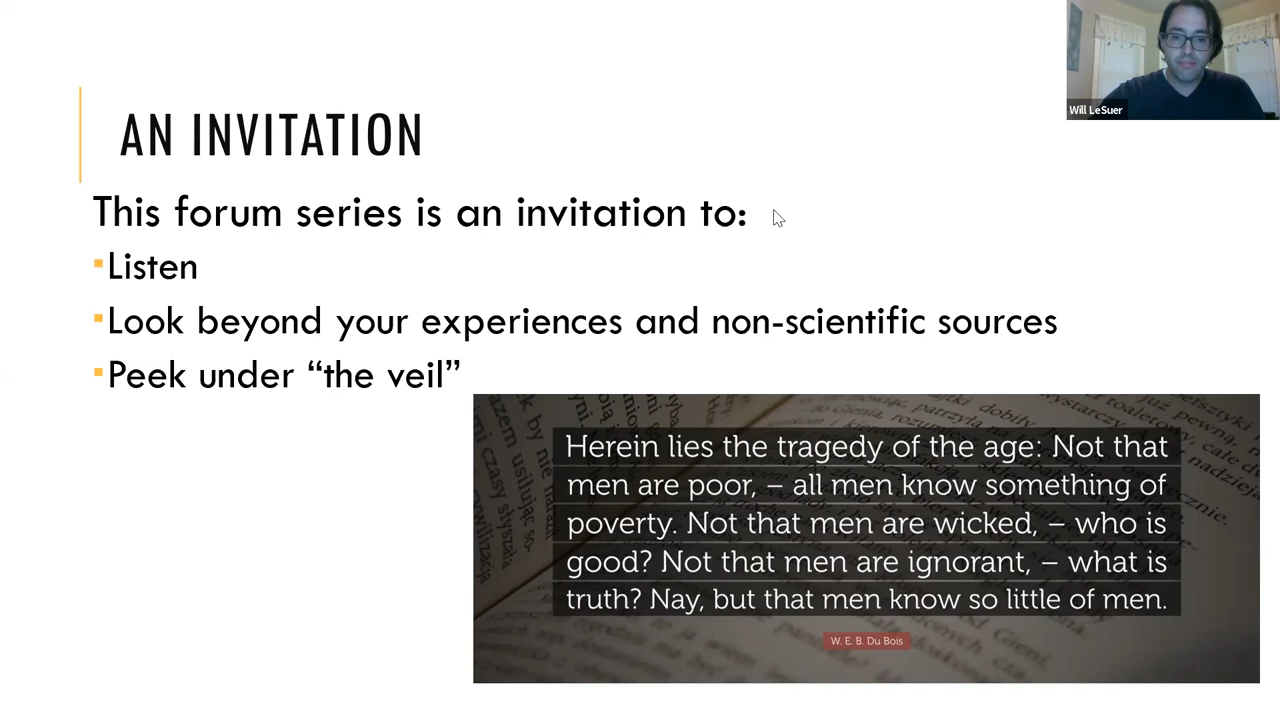 Will LeSuer
AN INVITATION
This forum series is an invitation to:
▪Listen
▪Look beyond your experiences and non-scientific sources
▪Peek under “the veil”
Herein lies the tragedy of the age: Not that
men are poor, – all men know something of
poverty. Not that men are wicked, – who is
good? Not that men are ignorant, – what is
truth? Nay, but that men know so little of men.
W. E. B. Du Bois